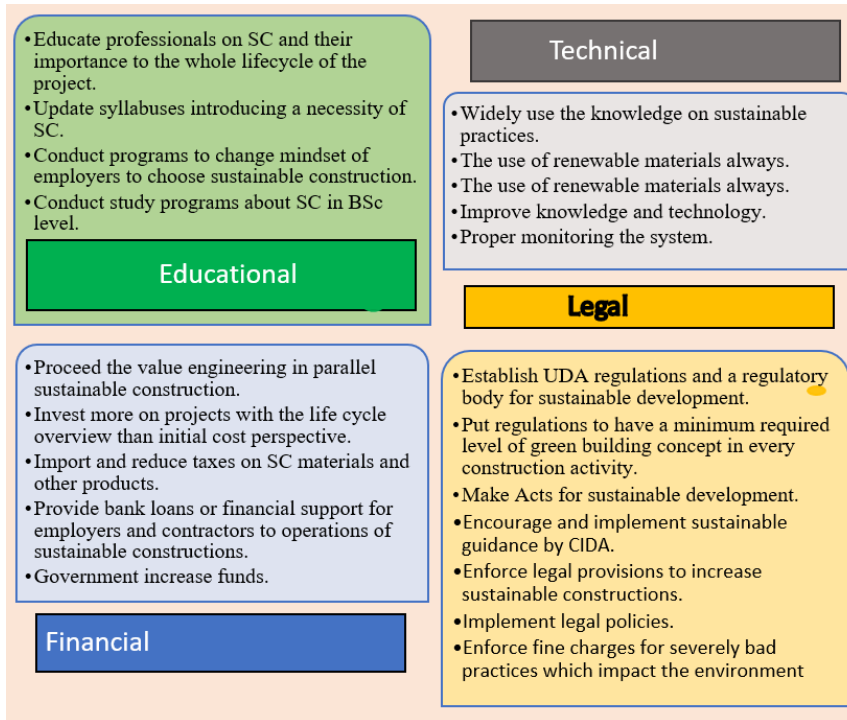 •Educate professionals on SC and their
importance to the whole lifecycle of the
project.
•Update syllabuses introducing a necessity of
SC.
•Conduct programs to change mindset of
employers to choose sustainable construction.
•Conduct study programs about SC in BSc
level.
Educational
Technical
•Widely use the knowledge on sustainable
practices.
•The use of renewable materials always.
•The use of renewable materials always.
•Improve knowledge and technology.
•Proper monitoring the system.
Legal
•Proceed the value engineering in parallel
sustainable construction.
•Invest more on projects with the life cycle
overview than initial cost perspective.
•Import and reduce taxes on SC materials and
other products.
•Provide bank loans or financial support for
employers and contractors to operations of
sustainable constructions.
•Government increase funds.
Financial
•Establish UDA regulations and a regulatory
body for sustainable development.
•Put regulations to have a minimum required
level of green building concept in every
construction activity.
•Make Acts for sustainable development.
•Encourage and implement sustainable
guidance by CIDA.
•Enforce legal provisions to increase
sustainable constructions.
•Implement legal policies.
•Enforce fine charges for severely bad
practices which impact the environment